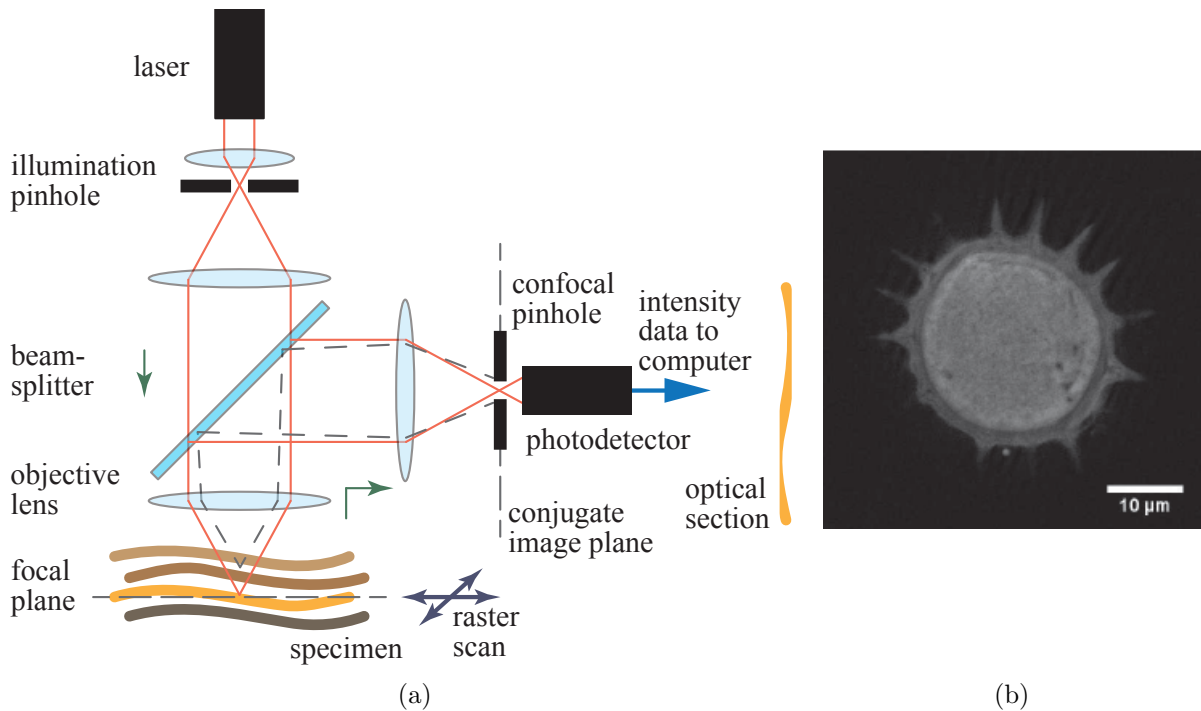 laser
illumination
pinhole
beam-
splitter
objective
lens
focal
plane
specimen
raster
scan
confocal
pinhole
intensity
data to
computer
photodetector
conjugate
image plane
optical
section
10 µm
(a)
(b)